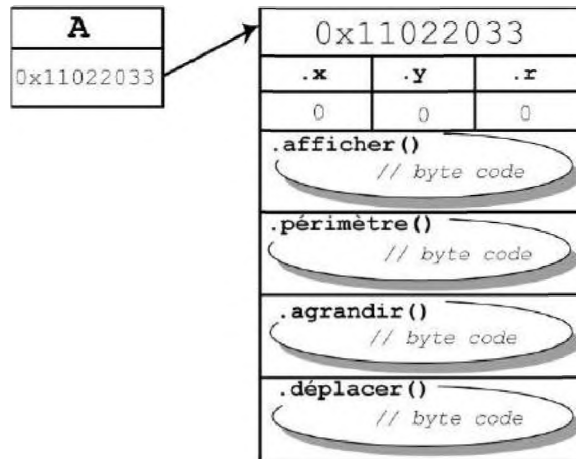 A
0x11022033
0x11022033
.x .y .r
0 0 0
.afficher()
// byte code
.périmètre()
// byte code
.agrandir()
// byte code
.déplacer()
// byte code